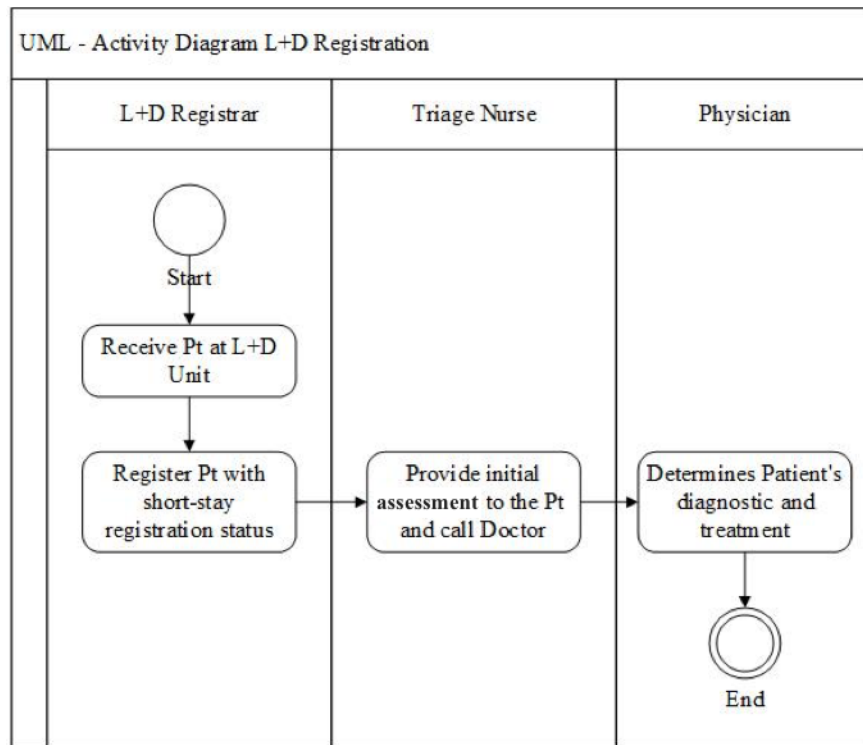 UML - Activity Diagram L+D Registration
L+D Registrar
Triage Nurse
Physician
Start
Receive Pt at L+D
Unit
Register Pt with
short-stay
registration status
Provide initial
assessment to the Pt
and call Doctor
Determines Patient's
diagnostic and
treatment
End